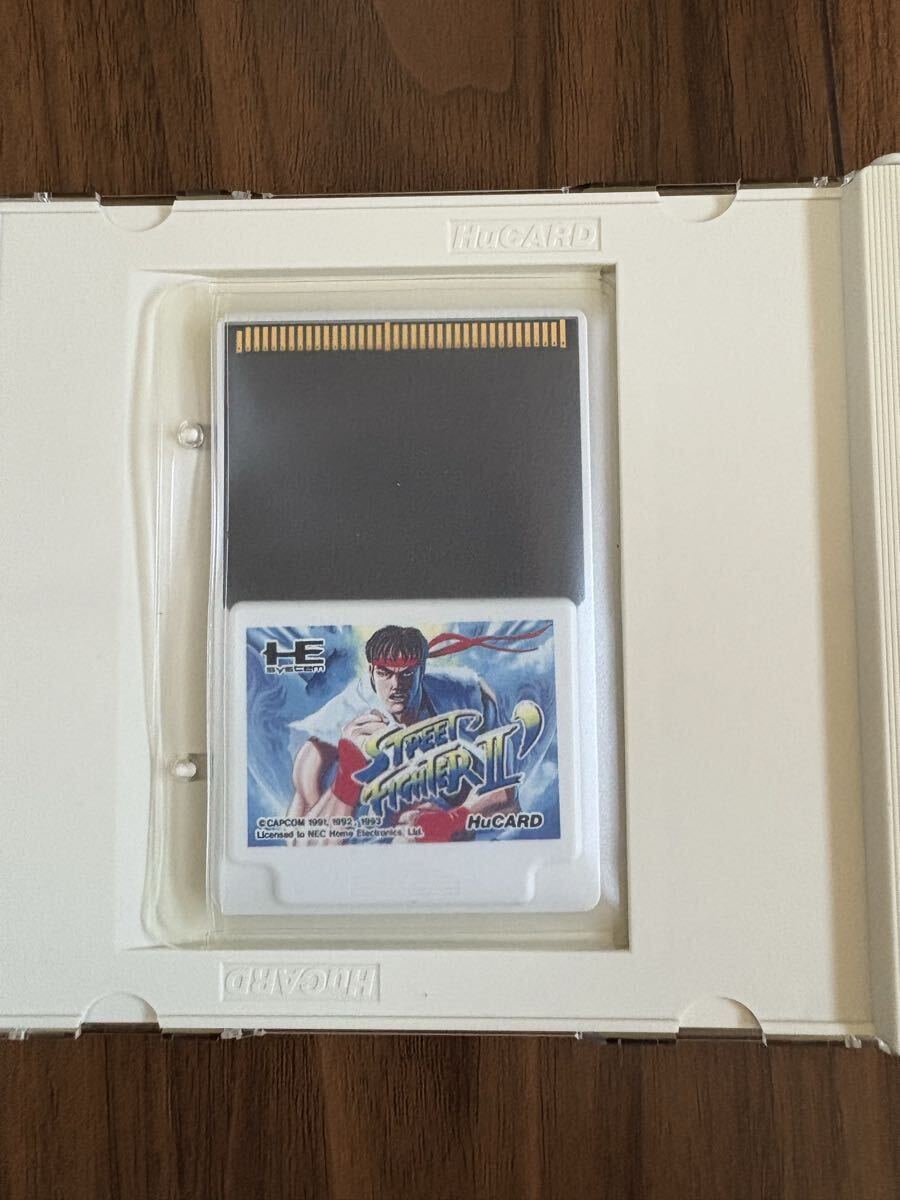 HuCARD
HE
SYSTEM
STREET
FIGHTER II'
©CAPCOM 1991, 1992, 1993
Licensed to NEC Home Electronics, Ltd.
HuCARD
HuCARD